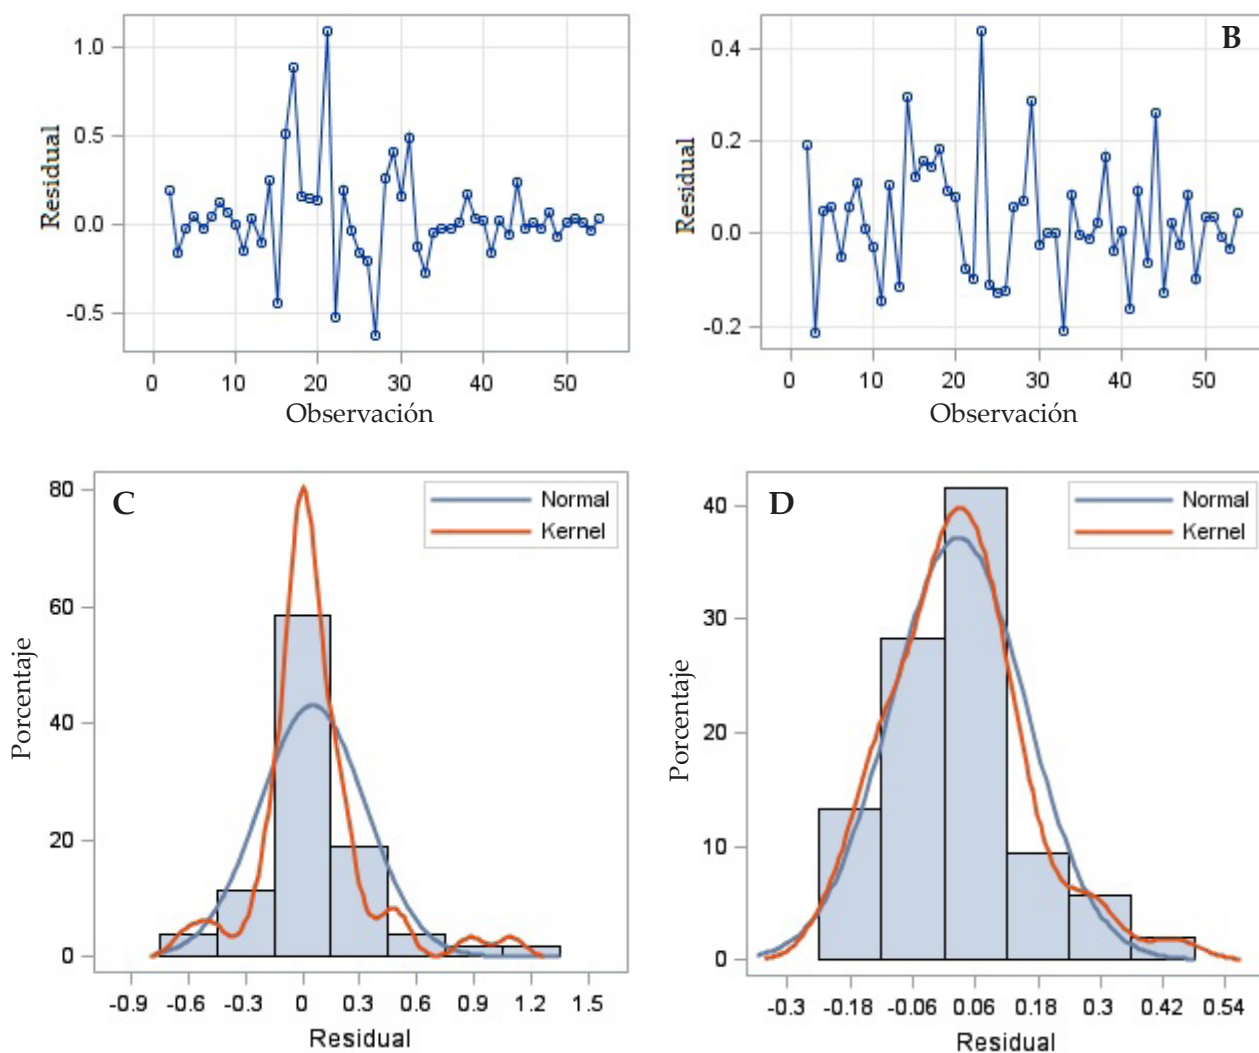 B
1.0
0.5
0.0
-0.5
Residual
0 10 20 30 40 50
Observación
0.4
0.2
0.0
-0.2
Residual
0 10 20 30 40 50
Observación
C
Normal
Kernel
80
60
40
20
0
Porcentaje
-0.9 -0.6 -0.3 0 0.3 0.6 0.9 1.2 1.5
Residual
D
Normal
Kernel
40
30
20
10
0
Porcentaje
-0.3 -0.18 -0.06 0.06 0.18 0.3 0.42 0.54
Residual